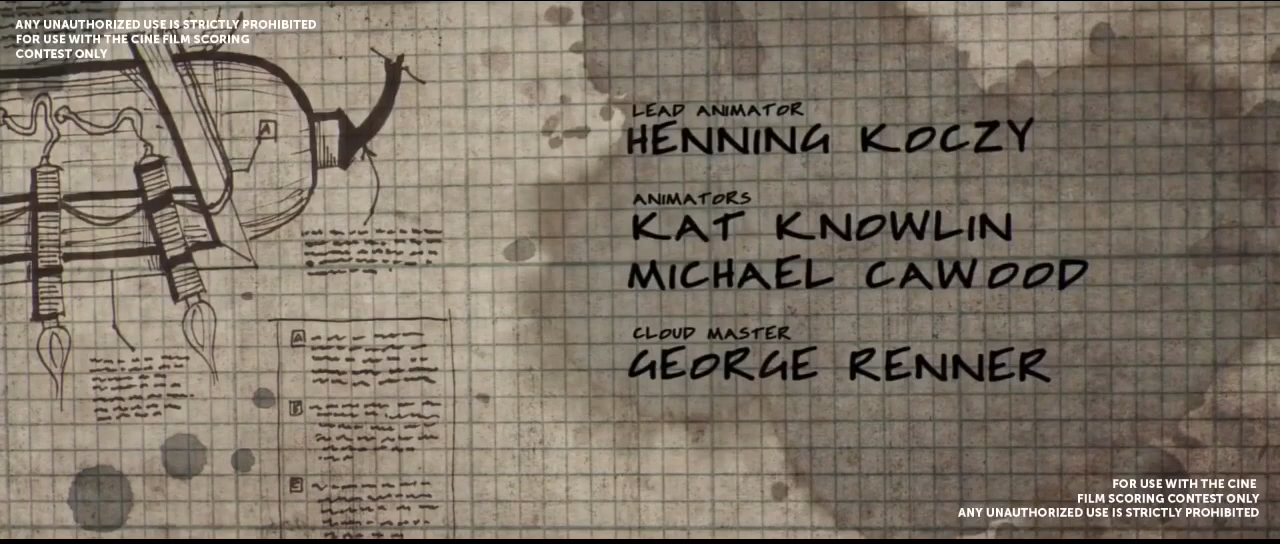 ANY UNAUTHORIZED USE IS STRICTLY PROHIBITED
FOR USE WITH THE CINE FILM SCORING
CONTEST ONLY
A
LEAD ANIMATOR
HENNING KOCZY
ANIMATORS
KAT KNOWLIN
MICHAEL CAWOOD
CLOUD MASTER
GEORGE RENNER
A
B
FOR USE WITH THE CINE
FILM SCORING CONTEST ONLY
ANY UNAUTHORIZED USE IS STRICTLY PROHIBITED